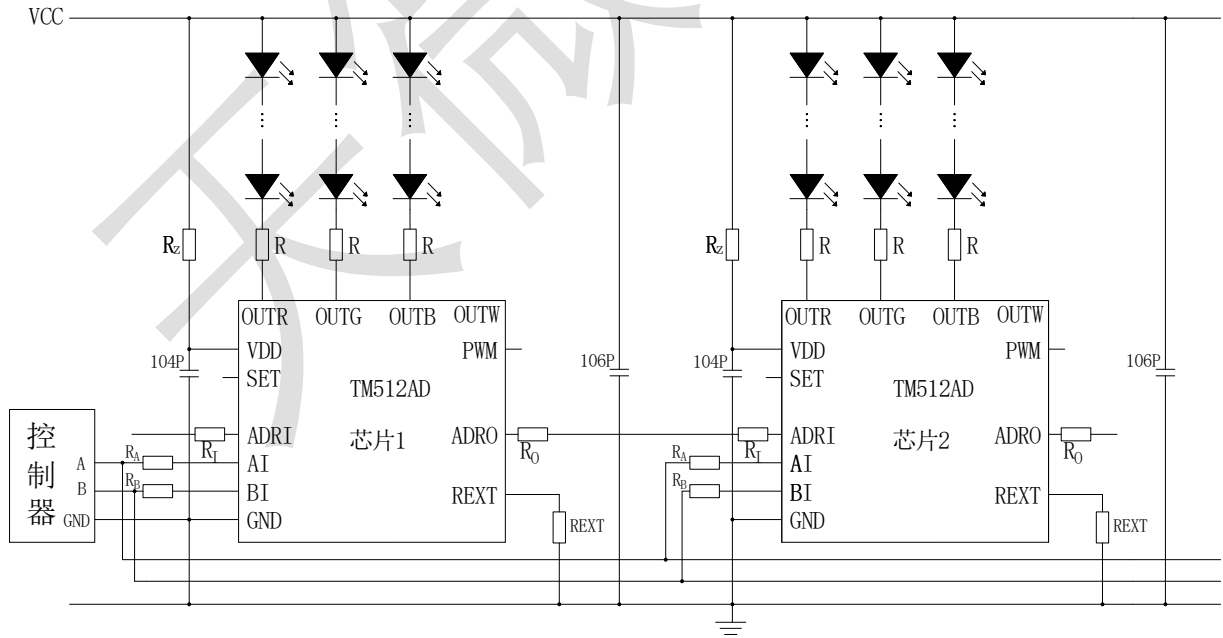 VCC
Rz R R R Rz R R R
OUTR OUTG OUTB OUTW OUTR OUTG OUTB OUTW
104P VDD PWM 106P 104P VDD PWM 106P
SET SET
TM512AD TM512AD
控制器
ADRI 芯片1 ADRO ADRI 芯片2 ADRO
RI RO RI RO
A RA AI RA AI
B RB BI REXT RB BI REXT
GND GND REXT GND REXT
天微